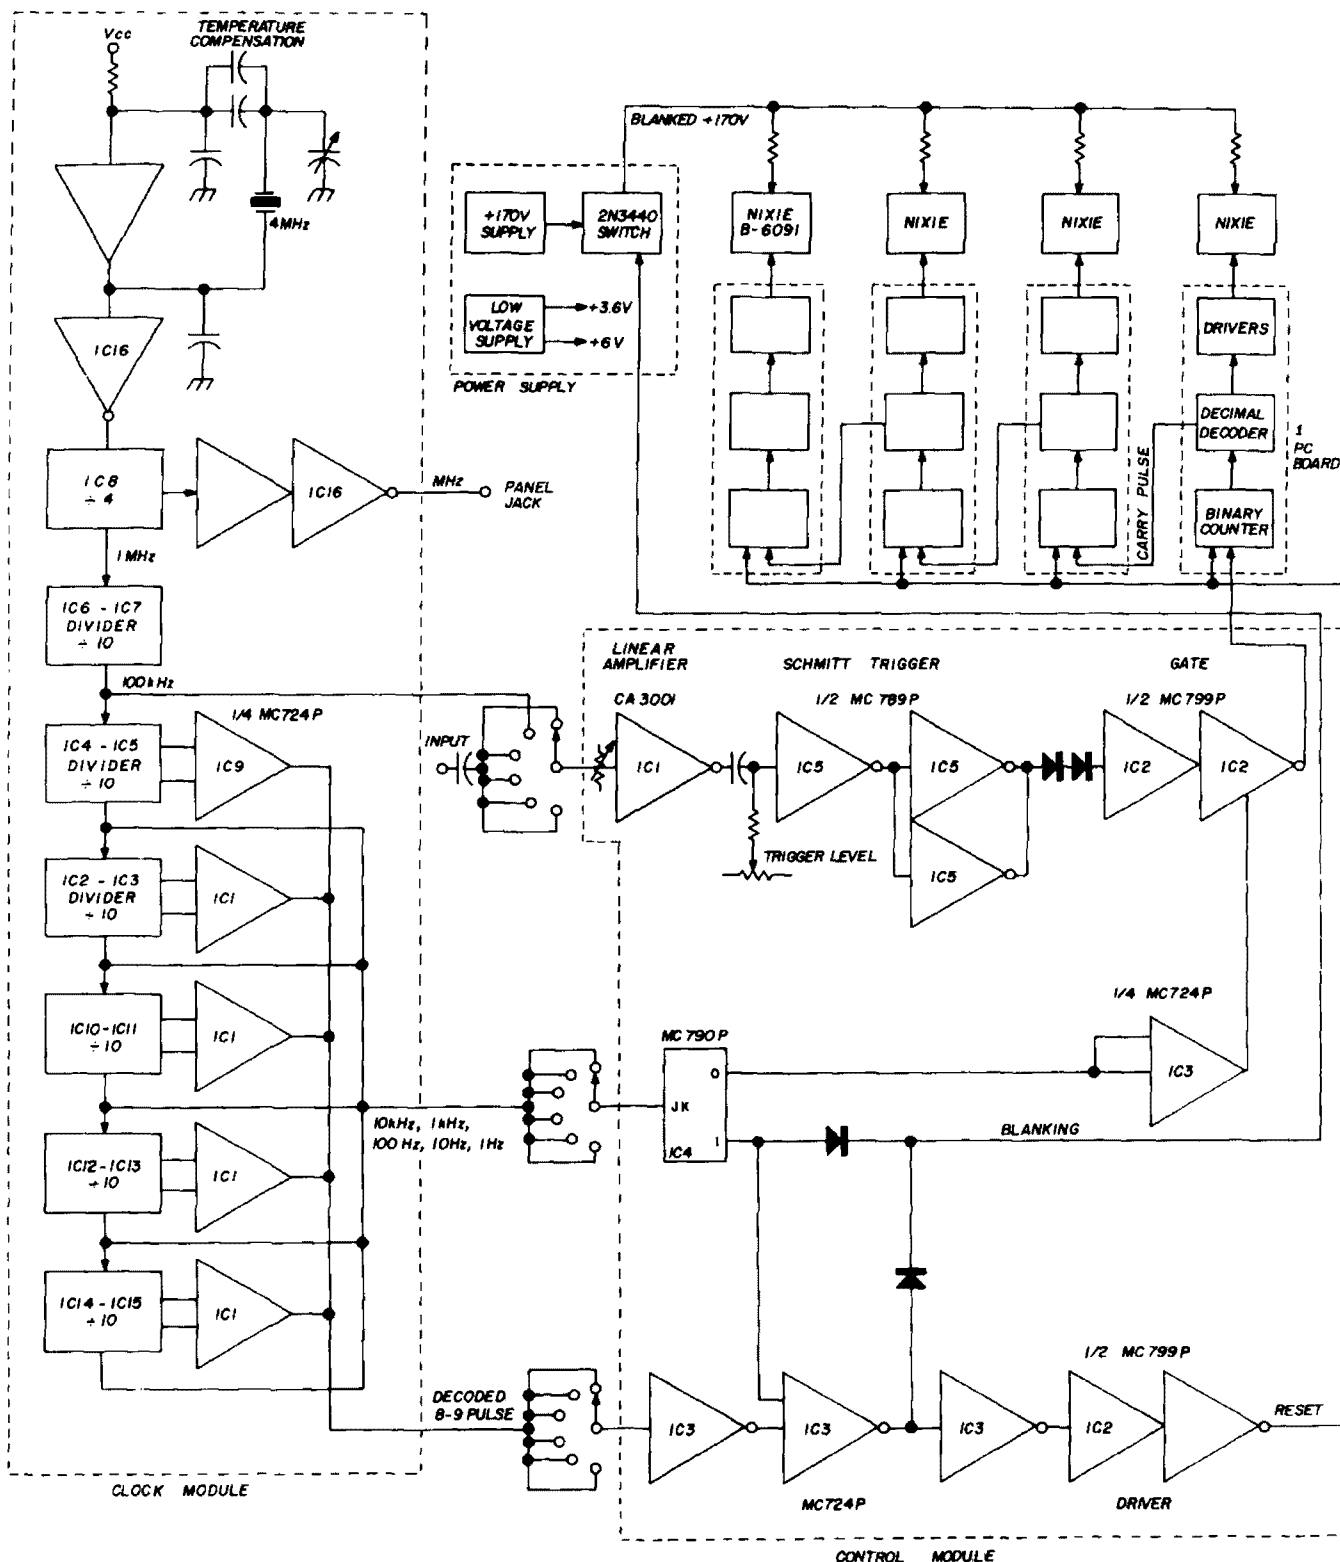 TEMPERATURE
COMPENSATION
Vcc
4MHz
IC16
IC8
÷ 4
IC16
MHz
PANEL
JACK
1MHz
IC6 - IC7
DIVIDER
÷ 10
100kHz
1/4 MC724P
IC4 - IC5
DIVIDER
÷ 10
IC9
IC2 - IC3
DIVIDER
÷ 10
IC1
IC10-IC11
÷10
IC1
IC12-IC13
÷10
IC1
IC14-IC15
÷10
IC1
CLOCK MODULE
BLANKED +170V
+170V
SUPPLY
2N3440
SWITCH
LOW
VOLTAGE
SUPPLY
+3.6V
+6V
POWER SUPPLY
NIXIE
B-6091
NIXIE
NIXIE
NIXIE
DRIVERS
DECIMAL
DECODER
BINARY
COUNTER
1
PC
BOARD
CARRY PULSE
LINEAR
AMPLIFIER
SCHMITT TRIGGER
GATE
CA3001
1/2 MC789P
1/2 MC799P
INPUT
IC1
IC5
IC5
IC5
IC2
IC2
TRIGGER LEVEL
1/4 MC724P
IC3
MC790P
0
JK
1
IC4
BLANKING
10kHz, 1kHz,
100Hz, 10Hz, 1Hz
DECODED
8-9 PULSE
IC3
IC3
IC3
1/2 MC799P
IC2
RESET
MC724P
DRIVER
CONTROL MODULE